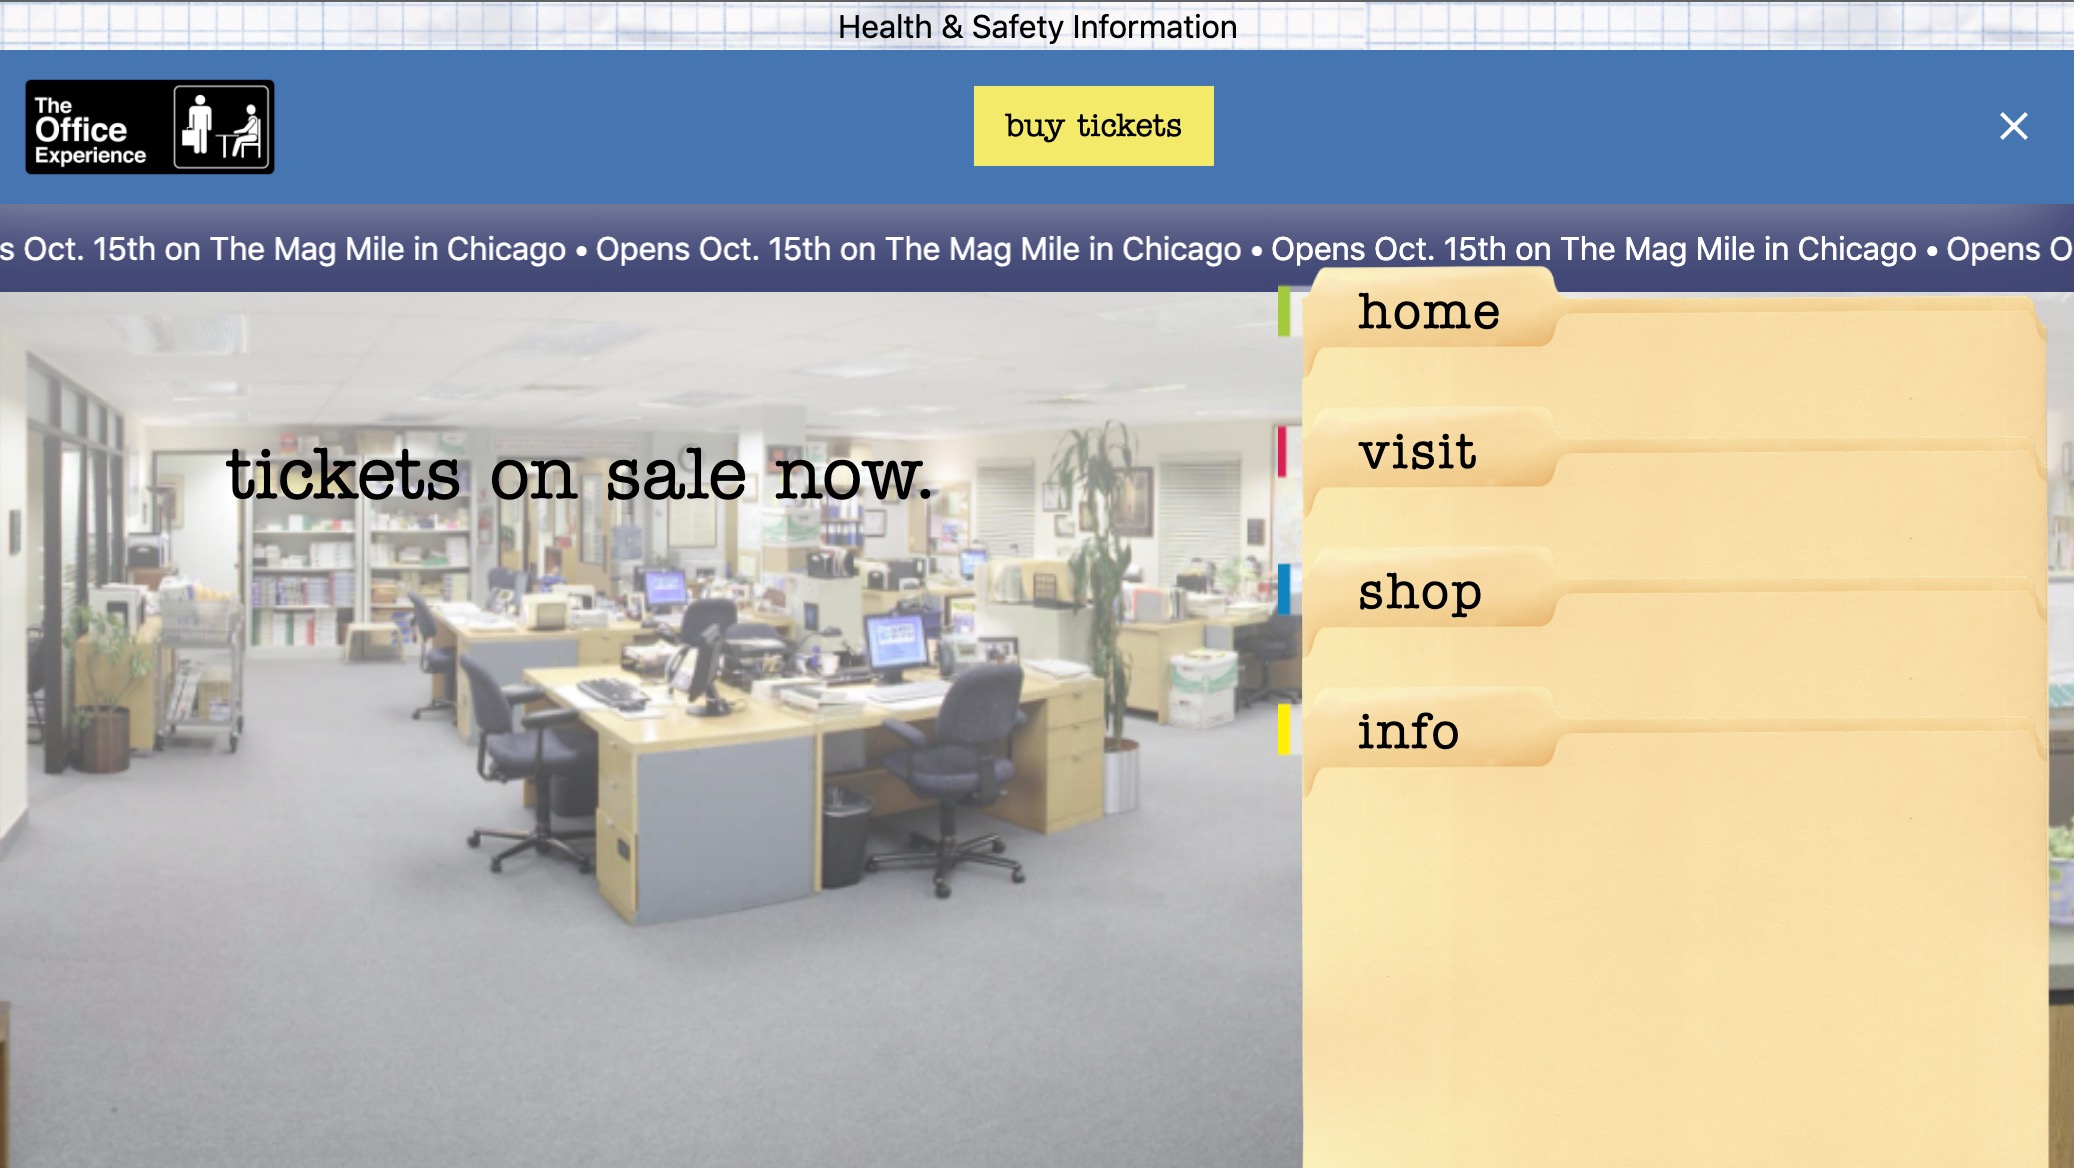 Health & Safety Information
The
Office
Experience
buy tickets
s Oct. 15th on The Mag Mile in Chicago • Opens Oct. 15th on The Mag Mile in Chicago • Opens Oct. 15th on The Mag Mile in Chicago • Opens O
home
tickets on sale now.
visit
shop
info